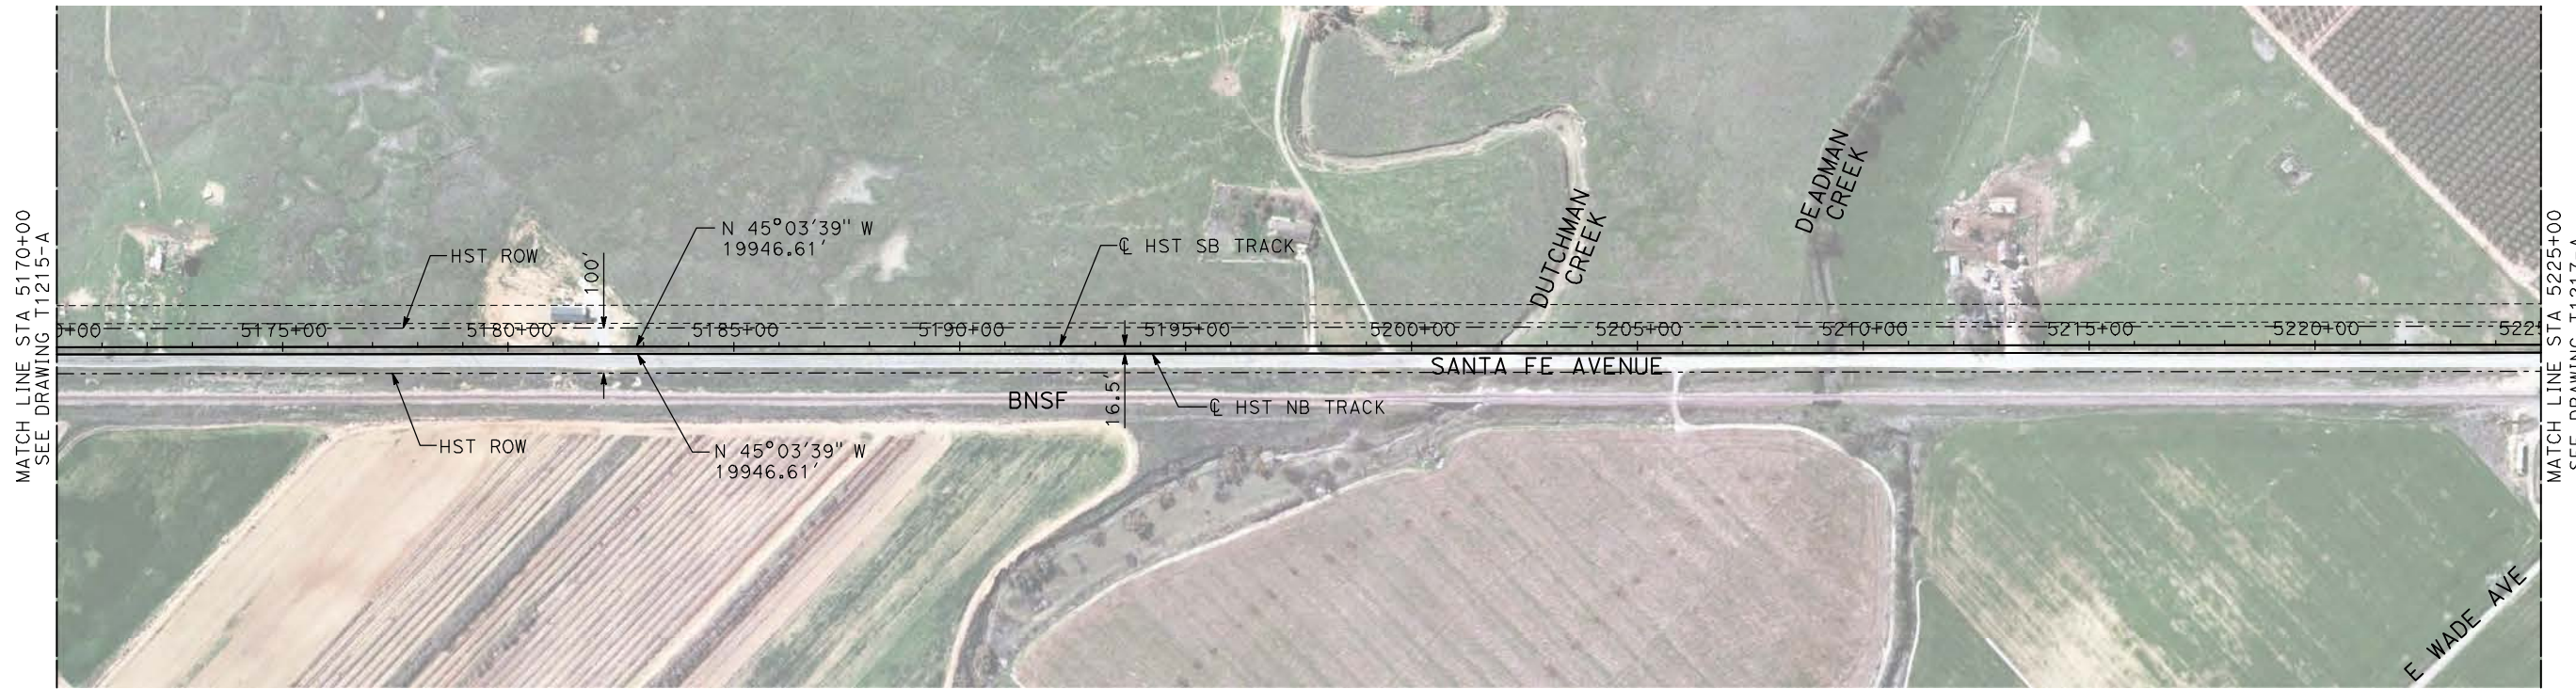 MATCH LINE STA 5170+00
SEE DRAWING T1215-A
HST ROW
100'
N 45°03'39" W
19946.61'
℄ HST SB TRACK
DUTCHMAN
CREEK
DEADMAN
CREEK
0+00
5175+00
5180+00
5185+00
5190+00
5195+00
5200+00
5205+00
5210+00
5215+00
5220+00
522
SANTA FE AVENUE
BNSF
16.5'
℄ HST NB TRACK
HST ROW
N 45°03'39" W
19946.61'
E WADE AVE
MATCH LINE STA 5225+00